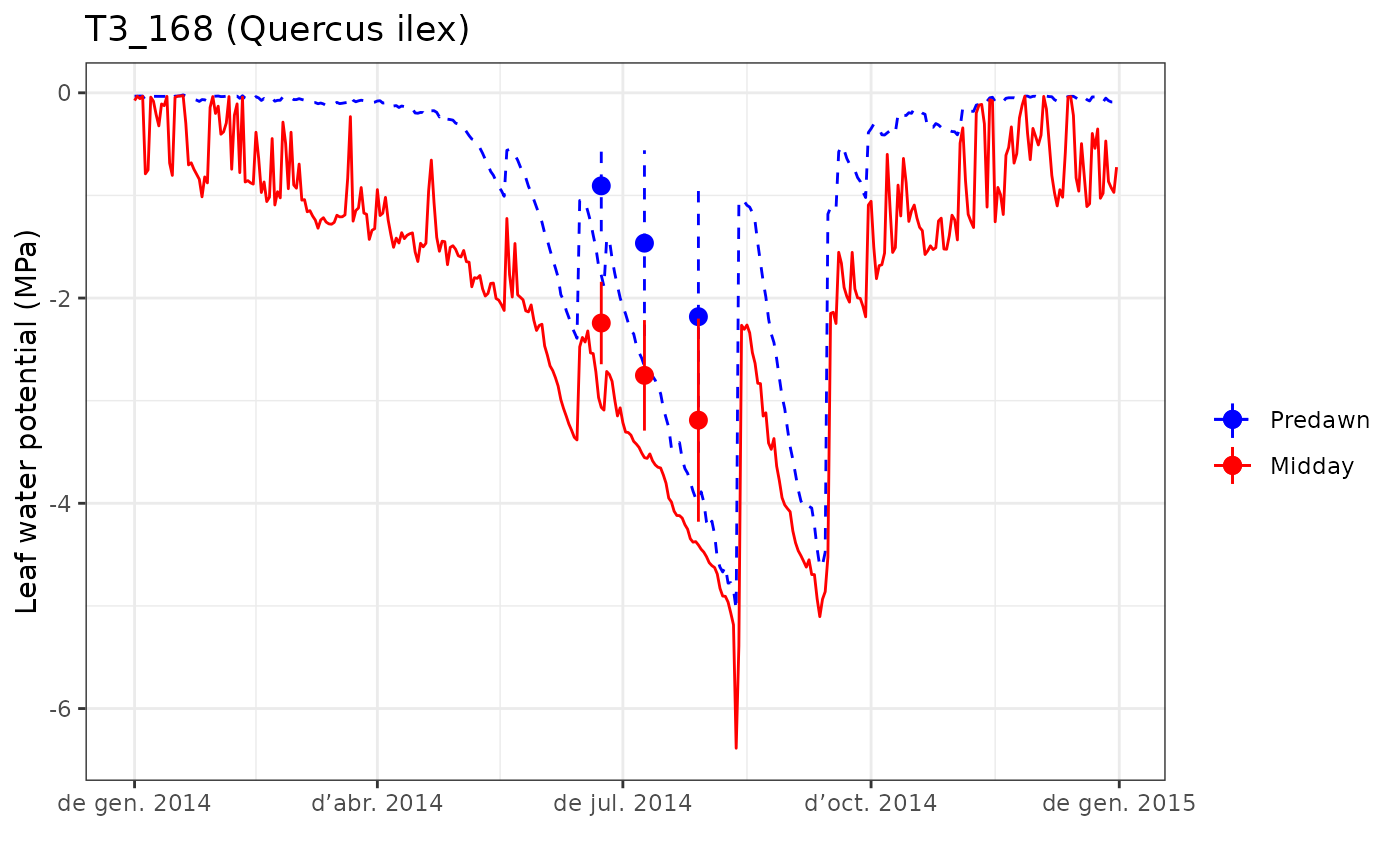 T3_168 (Quercus ilex)
Leaf water potential (MPa)
0
-2
-4
-6
de gen. 2014
d’abr. 2014
de jul. 2014
d’oct. 2014
de gen. 2015
Predawn
Midday